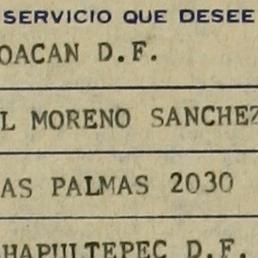 SERVICIO QUE DESEE
OACAN D.F.
L MORENO SANCHEZ
AS PALMAS 2030
HAPULTEPEC D.F.